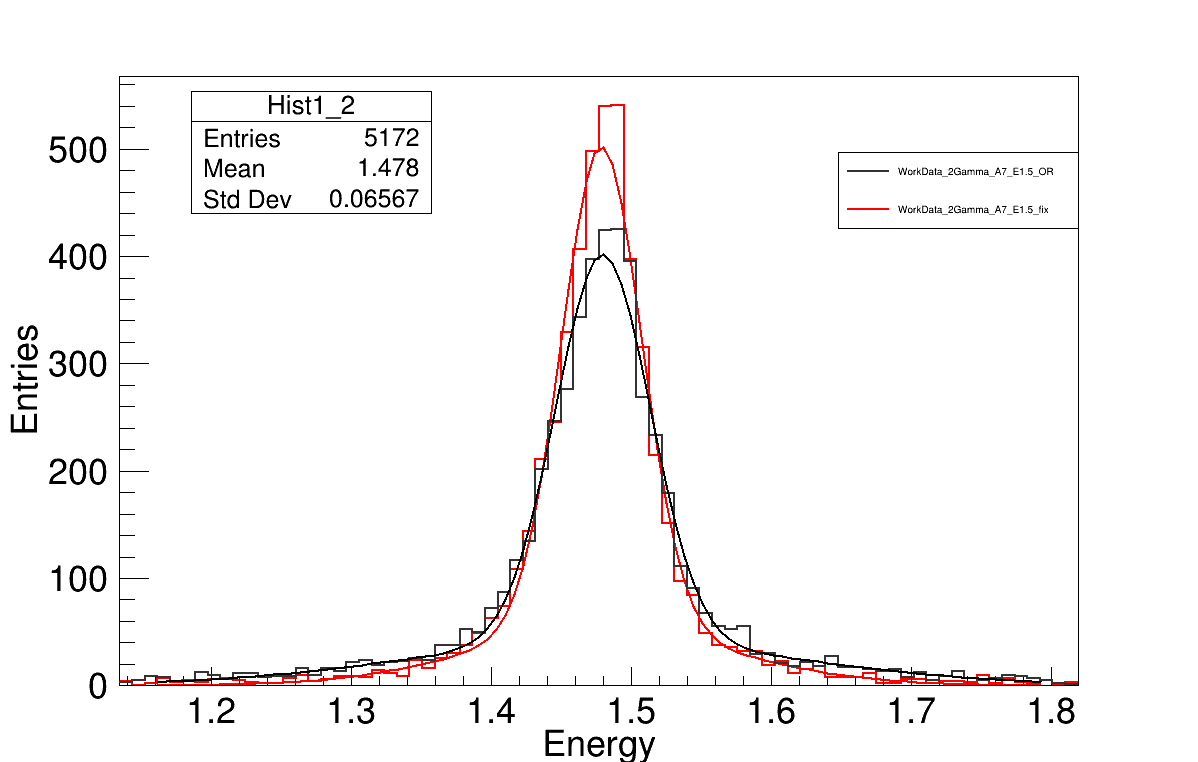 Hist1_2
Entries 5172
Mean 1.478
Std Dev 0.06567
WorkData_2Gamma_A7_E1.5_OR
WorkData_2Gamma_A7_E1.5_fix
500
400
300
200
100
0
Entries
1.2 1.3 1.4 1.5 1.6 1.7 1.8
Energy